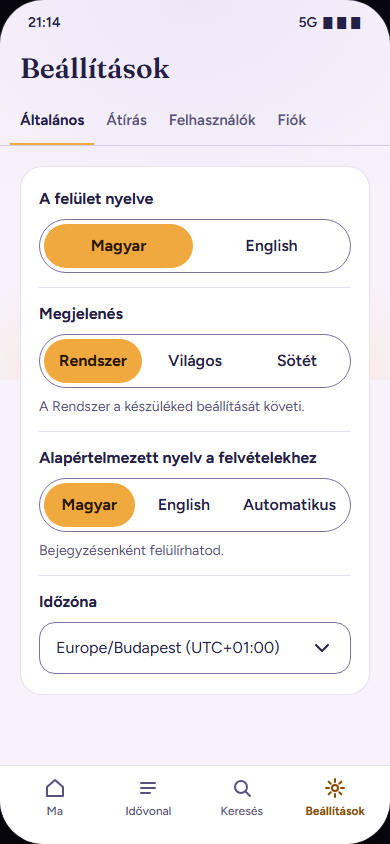 21:14
5G
Beállítások
Általános Átírás Felhasználók Fiók
A felület nyelve
Magyar English
Megjelenés
Rendszer Világos Sötét
A Rendszer a készüléked beállítását követi.
Alapértelmezett nyelv a felvételekhez
Magyar English Automatikus
Bejegyzésenként felülírhatod.
Időzóna
Europe/Budapest (UTC+01:00)
Ma Idővonal Keresés Beállítások